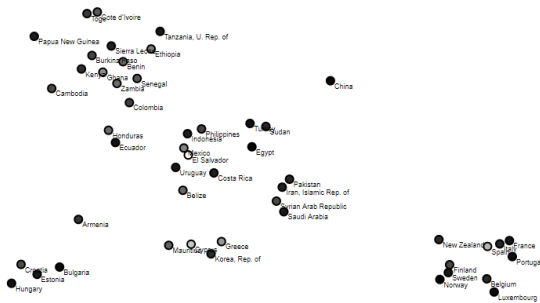 Togo
Cote d'Ivoire
Papua New Guinea
Tanzania, U. Rep. of
Sierra Leone
Ethiopia
Burkina Faso
Benin
Kenya
Ghana
Senegal
Zambia
China
Cambodia
Colombia
Turkey
Sudan
Honduras
Philippines
Indonesia
Ecuador
Egypt
Mexico
El Salvador
Uruguay
Costa Rica
Pakistan
Iran, Islamic Rep. of
Belize
Syrian Arab Republic
Saudi Arabia
Armenia
Mauritius
Cyprus
Greece
Korea, Rep. of
New Zealand
Spain
Italy
France
Portuga
Croatia
Estonia
Bulgaria
Hungary
Finland
Sweden
Norway
Belgium
Luxembourg